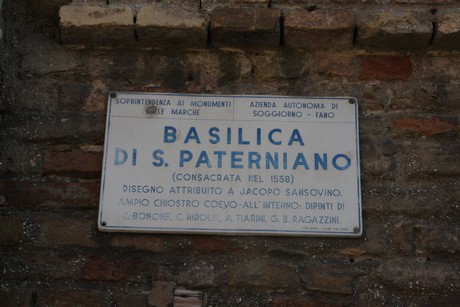 SOPRINTENDENZA AI MONUMENTI
DELLE MARCHE
AZIENDA AUTONOMA DI
SOGGIORNO - FANO
BASILICA
DI S. PATERNIANO
(CONSACRATA NEL 1558)
DISEGNO ATTRIBUITO A JACOPO SANSOVINO.
AMPIO CHIOSTRO COEVO - ALL'INTERNO: DIPINTI DI
C. BONONE, C. RIDOLFI, A. TIARINI, G. B. RAGAZZINI.